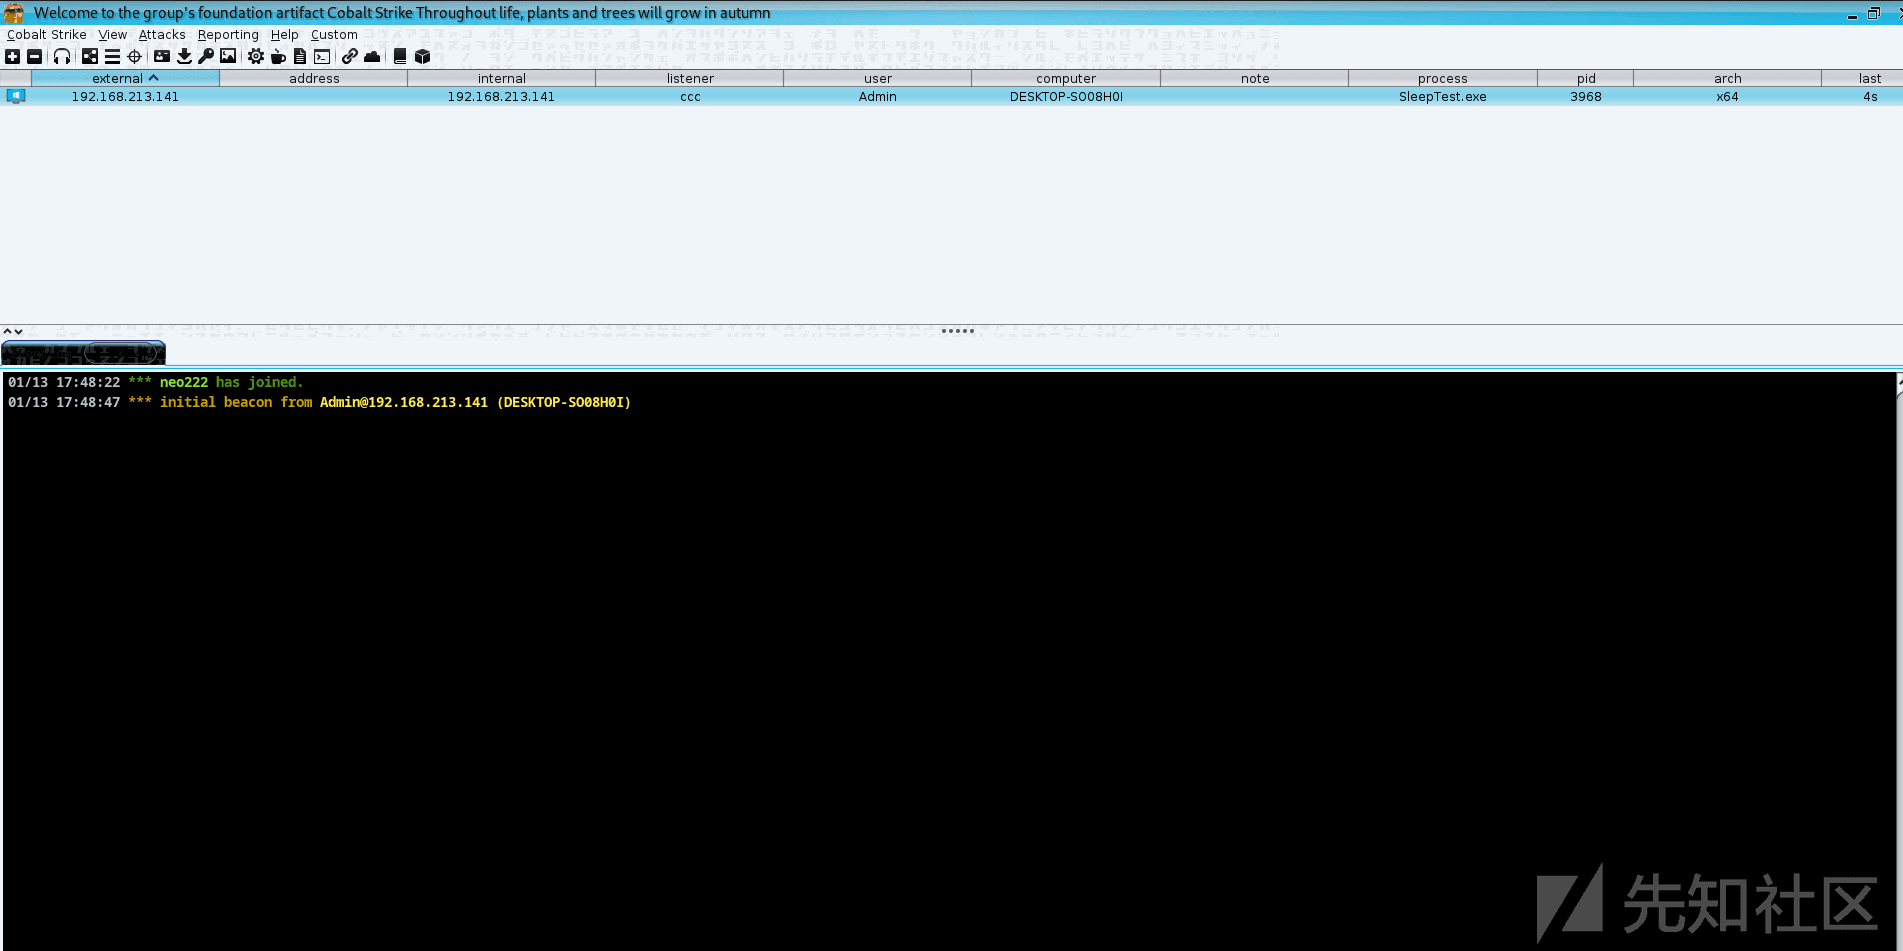 Welcome to the group's foundation artifact Cobalt Strike Throughout life, plants and trees will grow in autumn
Cobalt Strike View Attacks Reporting Help Custom
external address internal listener user computer note process pid arch last
192.168.213.141 192.168.213.141 ccc Admin DESKTOP-SO08H0I SleepTest.exe 3968 x64 4s
01/13 17:48:22 *** neo222 has joined.
01/13 17:48:47 *** initial beacon from Admin@192.168.213.141 (DESKTOP-SO08H0I)
先知社区